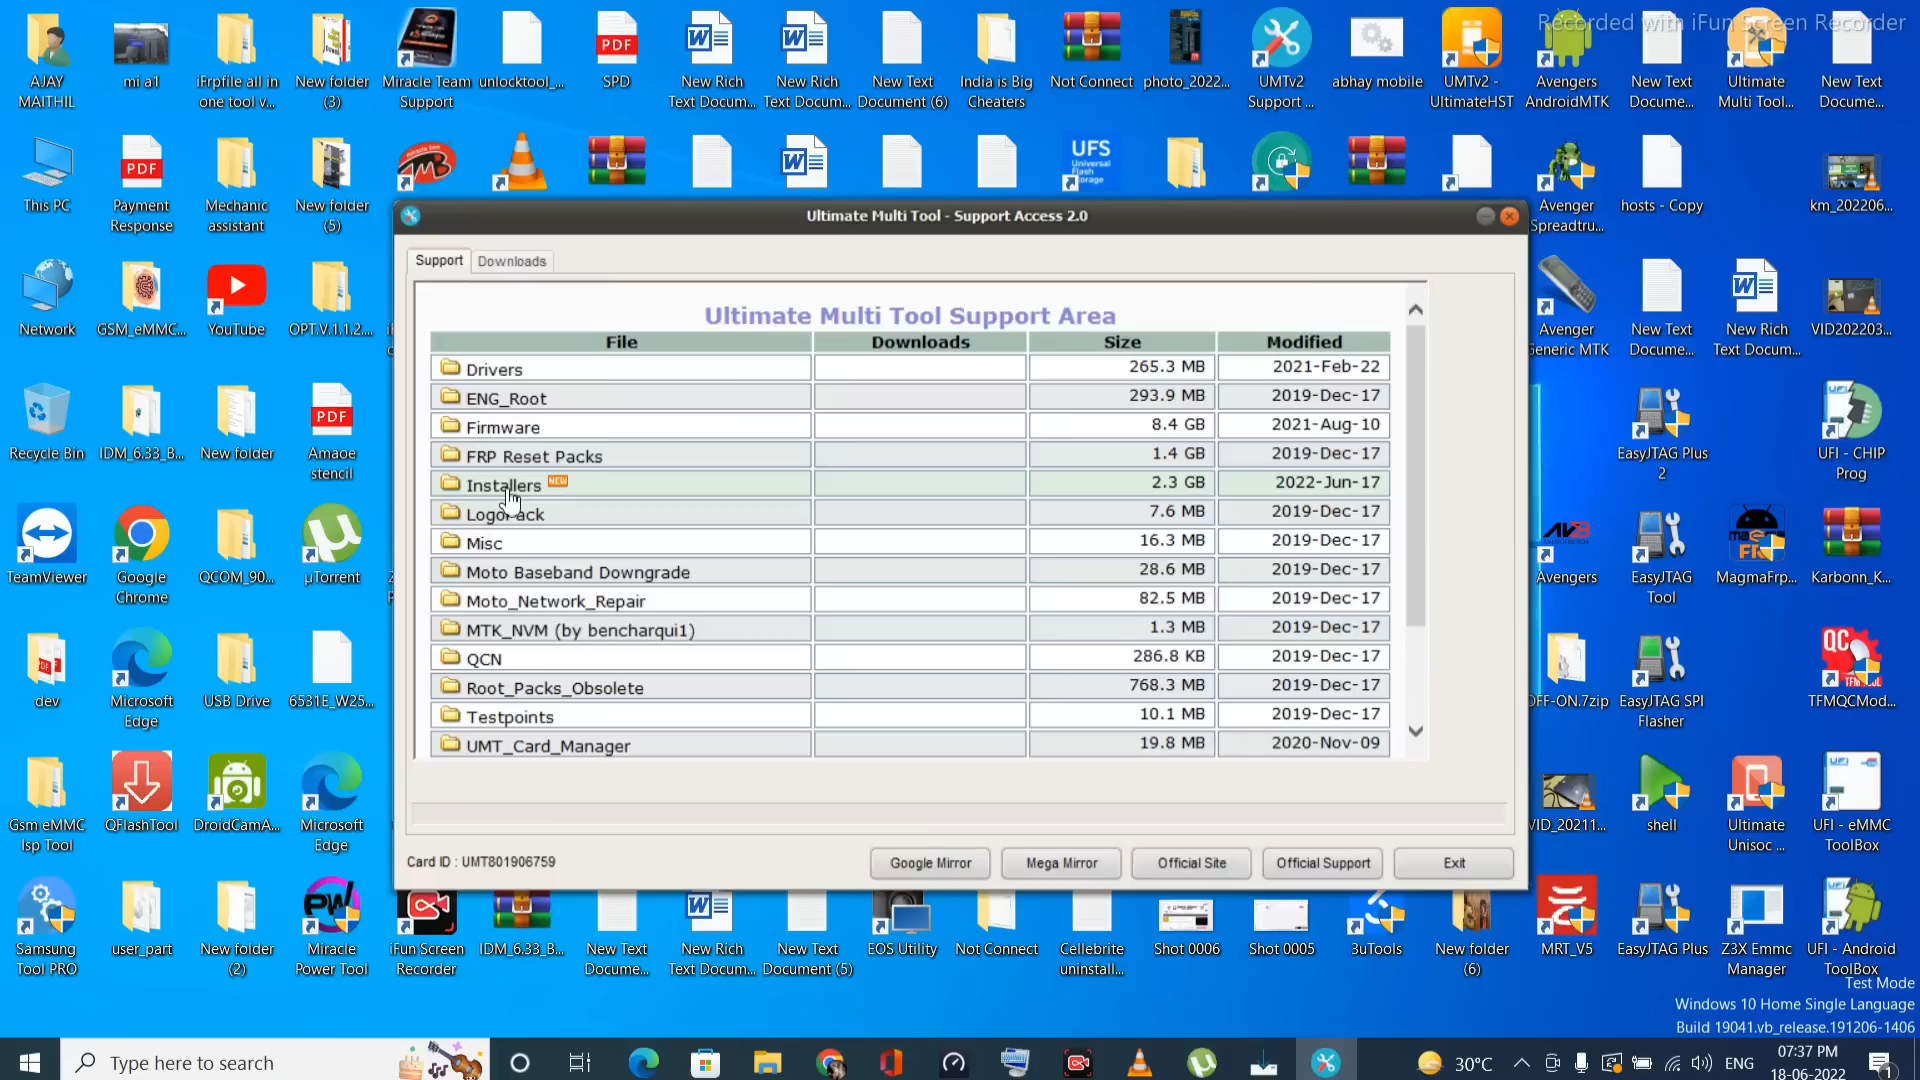 Recorded with iFun Screen Recorder
AJAY MAITHIL
mi a1
iFrpfile all in one tool v...
New folder (3)
Miracle Team Support
unlocktool_...
SPD
New Rich Text Docum...
New Rich Text Docum...
New Text Document (6)
India is Big Cheaters
Not Connect
photo_2022...
UMTv2 Support ...
abhay mobile
UMTv2 - UltimateHST
Avengers AndroidMTK
New Text Docume...
Ultimate Multi Tool...
New Text Docume...
This PC
Payment Response
Mechanic assistant
New folder (5)
UFS
Universal Flash Storage
Avenger Spreadtru...
hosts - Copy
km_202206...
Network
GSM_eMMC...
YouTube
OPT.V.1.1.2...
Avenger Generic MTK
New Text Docume...
New Rich Text Docum...
VID202203...
Recycle Bin
IDM_6.33_B...
New folder
Amaoe stencil
EasyJTAG Plus 2
UFI - CHIP Prog
TeamViewer
Google Chrome
QCOM_90...
µTorrent
Avengers
EasyJTAG Tool
MagmaFrp...
Karbonn_K...
dev
Microsoft Edge
USB Drive
6531E_W25...
OFF-ON.7zip
EasyJTAG SPI Flasher
TFMQCMod...
Gsm eMMC Isp Tool
QFlashTool
DroidCamA...
Microsoft Edge
VID_20211...
shell
Ultimate Unisoc ...
UFI - eMMC ToolBox
Samsung Tool PRO
user_part
New folder (2)
Miracle Power Tool
iFun Screen Recorder
IDM_6.33_B...
New Text Docume...
New Rich Text Docum...
New Text Document (5)
EOS Utility
Not Connect
Cellebrite uninstall...
Shot 0006
Shot 0005
3uTools
New folder (6)
MRT_V5
EasyJTAG Plus
Z3X Emmc Manager
UFI - Android ToolBox
Ultimate Multi Tool - Support Access 2.0
Support Downloads
Ultimate Multi Tool Support Area
File Downloads Size Modified
Drivers 265.3 MB 2021-Feb-22
ENG_Root 293.9 MB 2019-Dec-17
Firmware 8.4 GB 2021-Aug-10
FRP Reset Packs 1.4 GB 2019-Dec-17
Installers NEW 2.3 GB 2022-Jun-17
LogoPack 7.6 MB 2019-Dec-17
Misc 16.3 MB 2019-Dec-17
Moto Baseband Downgrade 28.6 MB 2019-Dec-17
Moto_Network_Repair 82.5 MB 2019-Dec-17
MTK_NVM (by bencharqui1) 1.3 MB 2019-Dec-17
QCN 286.8 KB 2019-Dec-17
Root_Packs_Obsolete 768.3 MB 2019-Dec-17
Testpoints 10.1 MB 2019-Dec-17
UMT_Card_Manager 19.8 MB 2020-Nov-09
Card ID : UMT801906759
Google Mirror Mega Mirror Official Site Official Support Exit
Test Mode
Windows 10 Home Single Language
Build 19041.vb_release.191206-1406
Type here to search
30°C
ENG
07:37 PM
18-06-2022
1